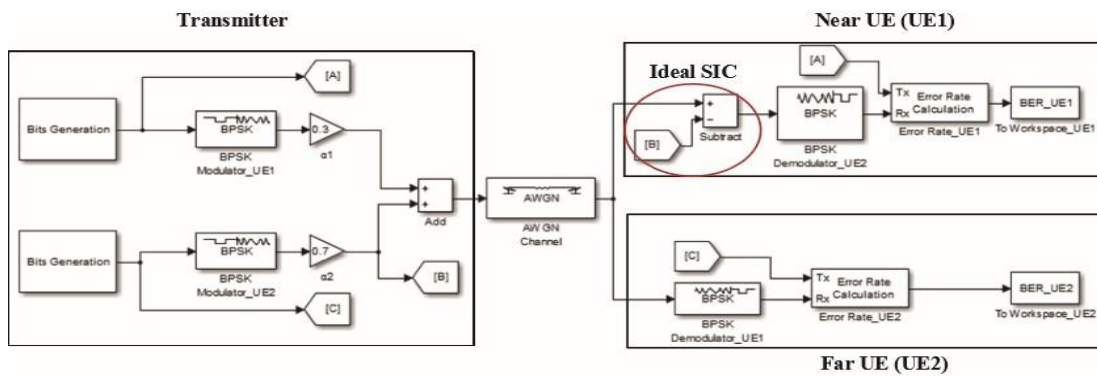 Transmitter
Near UE (UE1)
[A]
Bits Generation
BPSK
BPSK
Modulator_UE1
0.3
α1
+
+
Add
Bits Generation
BPSK
BPSK
Modulator_UE2
0.7
α2
[B]
[C]
AWGN
AWGN
Channel
Ideal SIC
[A]
+
−
Subtract
[B]
BPSK
BPSK
Demodulator_UE2
Tx
Rx
Error Rate
Calculation
Error Rate_UE1
BER_UE1
To Workspace_UE1
[C]
BPSK
BPSK
Demodulator_UE1
Tx
Rx
Error Rate
Calculation
Error Rate_UE2
BER_UE2
To Workspace_UE2
Far UE (UE2)